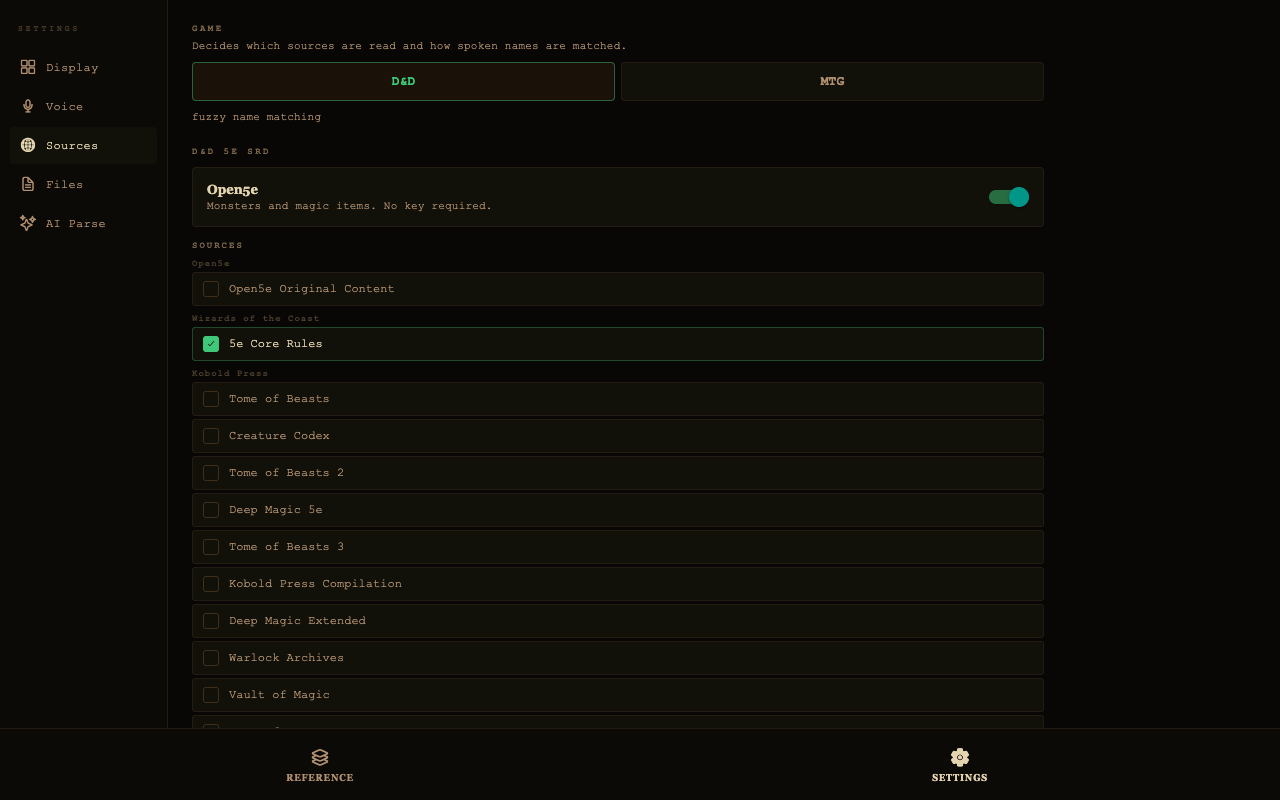 SETTINGS
Display
Voice
Sources
Files
AI Parse
GAME
Decides which sources are read and how spoken names are matched.
D&D
MTG
fuzzy name matching
D&D 5E SRD
Open5e
Monsters and magic items. No key required.
SOURCES
Open5e
Open5e Original Content
Wizards of the Coast
5e Core Rules
Kobold Press
Tome of Beasts
Creature Codex
Tome of Beasts 2
Deep Magic 5e
Tome of Beasts 3
Kobold Press Compilation
Deep Magic Extended
Warlock Archives
Vault of Magic
REFERENCE
SETTINGS